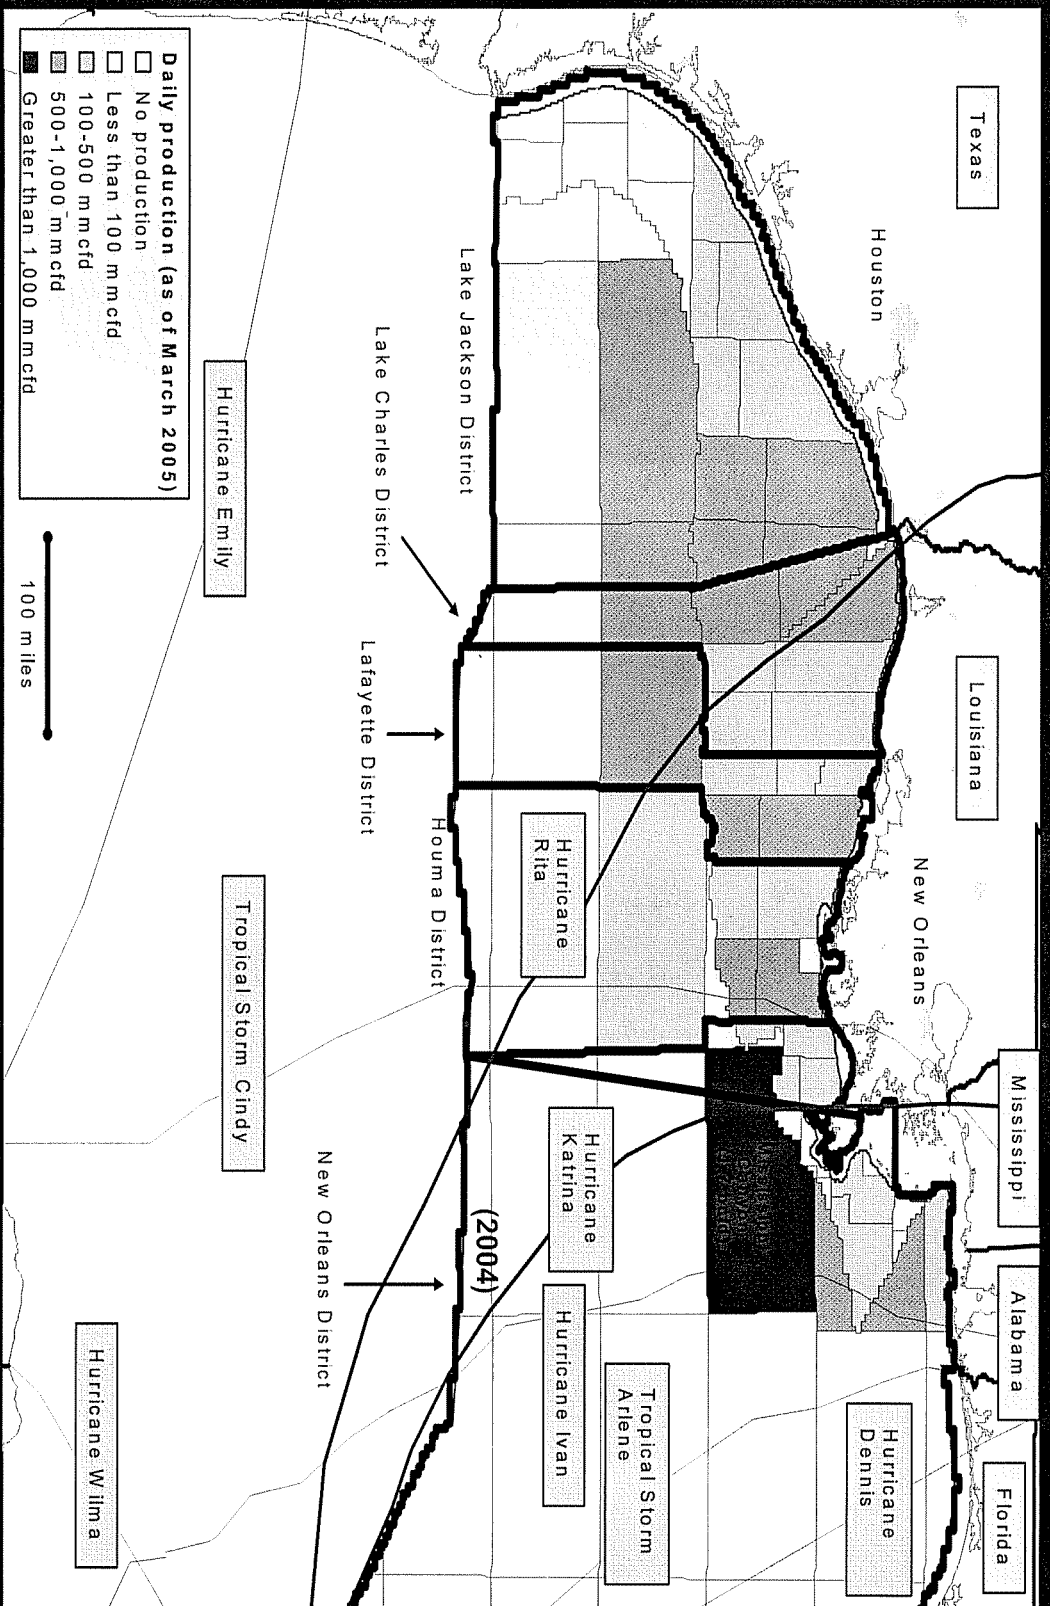 Texas
Louisiana
Mississippi
Alabama
Florida
Houston
New Orleans
Hurricane
Dennis
Tropical Storm
Arlene
Hurricane Ivan
Hurricane
Katrina
Hurricane
Rita
(2004)
Lake Jackson District
Lake Charles District
Lafayette District
Houma District
New Orleans District
Hurricane Emily
Tropical Storm Cindy
Hurricane Wilma
Daily production (as of March 2005)
No production
Less than 100 mmcfd
100-500 mmcfd
500-1,000 mmcfd
Greater than 1,000 mmcfd
100 miles